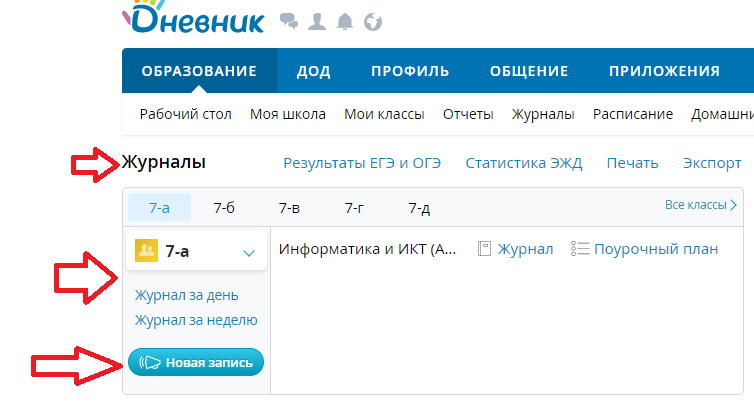 Дневник
ОБРАЗОВАНИЕ ДОД ПРОФИЛЬ ОБЩЕНИЕ ПРИЛОЖЕНИЯ
Рабочий стол Моя школа Мои классы Отчеты Журналы Расписание Домашни
Журналы Результаты ЕГЭ и ОГЭ Статистика ЭЖД Печать Экспорт
7-а 7-б 7-в 7-г 7-д Все классы
7-а Информатика и ИКТ (А... Журнал Поурочный план
Журнал за день
Журнал за неделю
Новая запись